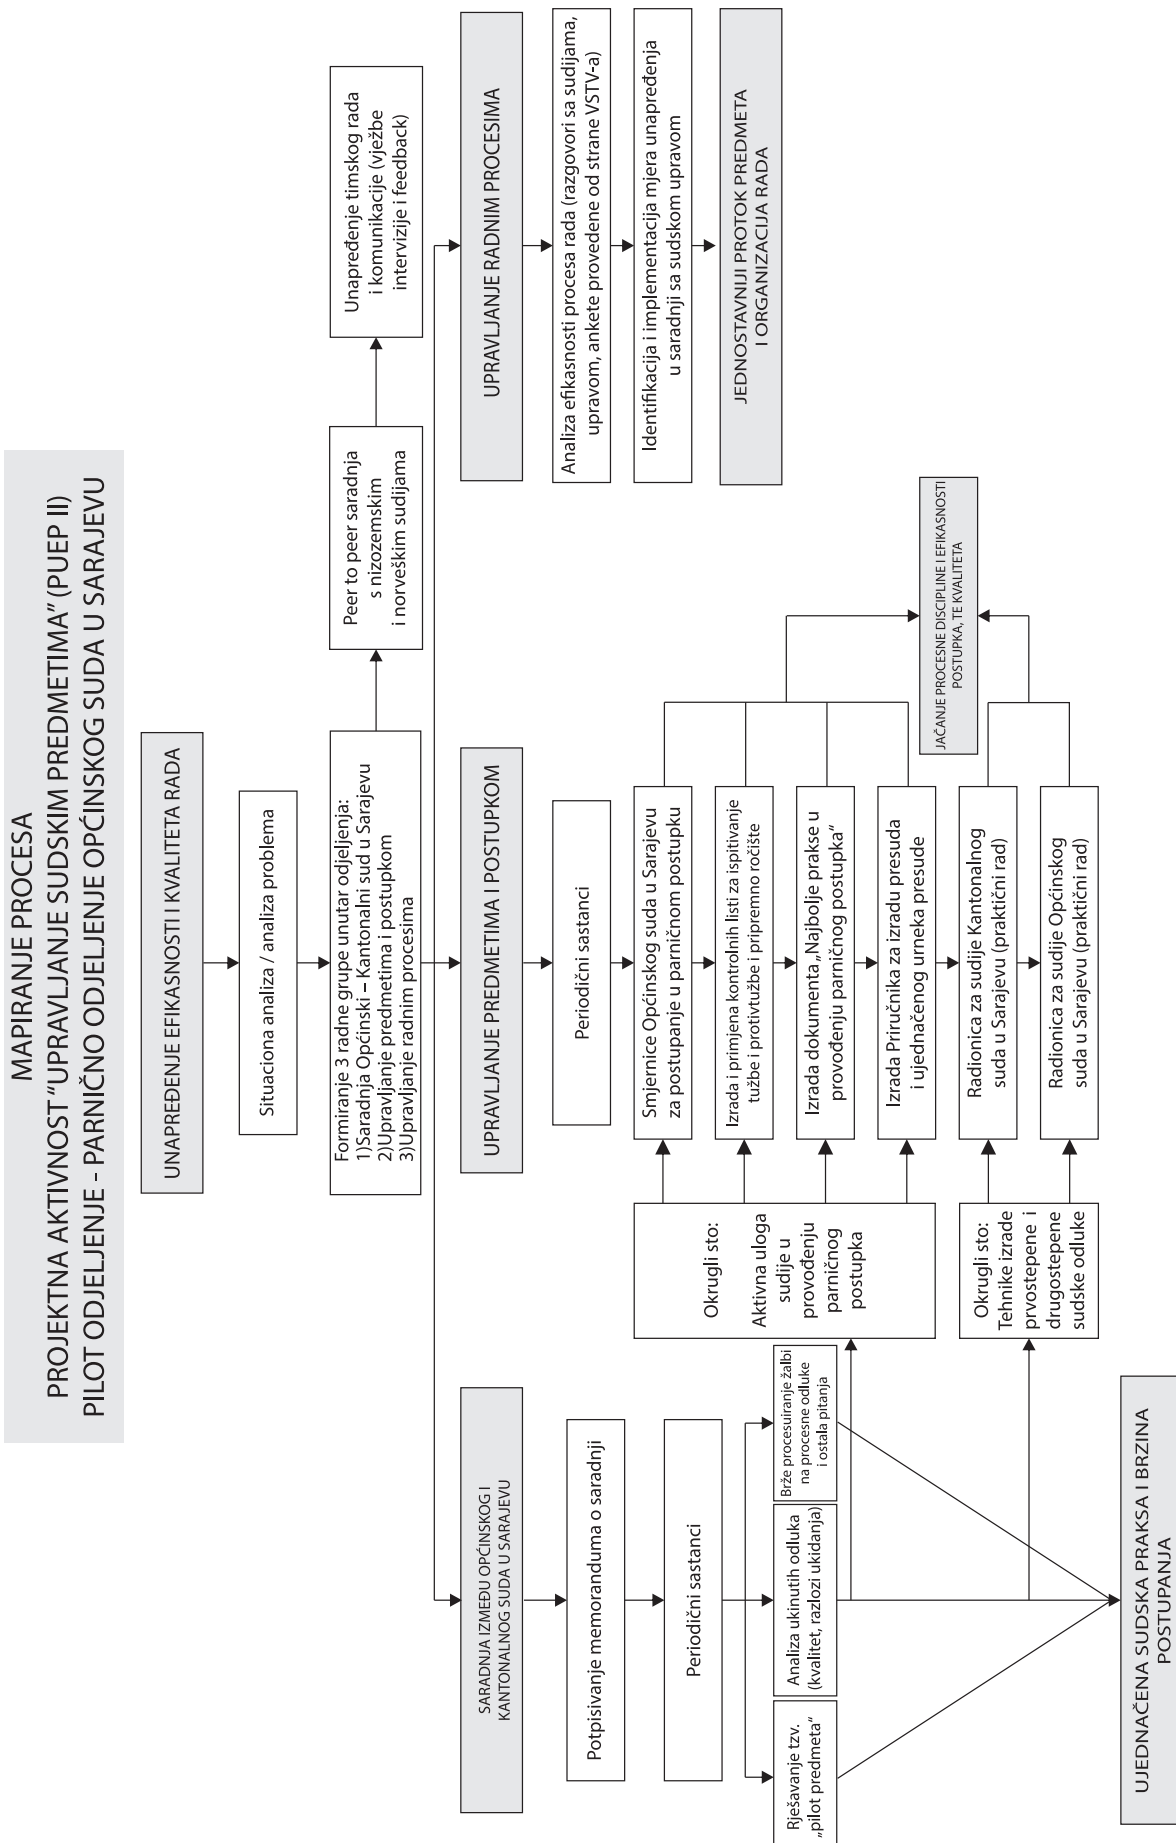 MAPIRANJE PROCESA
PROJEKTNA AKTIVNOST "UPRAVLJANJE SUDSKIM PREDMETIMA" (PUEP II)
PILOT ODJELJENJE - PARNIČNO ODJELJENJE OPĆINSKOG SUDA U SARAJEVU
UNAPREĐENJE EFIKASNOSTI I KVALITETA RADA
Situaciona analiza / analiza problema
Formiranje 3 radne grupe unutar odjeljenja:
1)Saradnja Općinski – Kantonalni sud u Sarajevu
2)Upravljanje predmetima i postupkom
3)Upravljanje radnim procesima
Peer to peer saradnja
s nizozemskim
i norveškim sudijama
Unapređenje timskog rada
i komunikacije (vježbe
intervizije i feedback)
SARADNJA IZMEĐU OPĆINSKOG I
KANTONALNOG SUDA U SARAJEVU
Potpisivanje memoranduma o saradnji
Periodični sastanci
Rješavanje tzv.
„pilot predmeta“
Analiza ukinutih odluka
(kvalitet, razlozi ukidanja)
Brže procesuiranje žalbi
na procesne odluke
i ostala pitanja
UJEDNAČENA SUDSKA PRAKSA I BRZINA
POSTUPANJA
UPRAVLJANJE PREDMETIMA I POSTUPKOM
Periodični sastanci
Okrugli sto:
Aktivna uloga
sudije u
provođenju
parničnog
postupka
Smjernice Općinskog suda u Sarajevu
za postupanje u parničnom postupku
Izrada i primjena kontrolnih listi za ispitivanje
tužbe i protivtužbe i pripremno ročište
Izrada dokumenta „Najbolje prakse u
provođenju parničnog postupka“
Izrada Priručnika za izradu presuda
i ujednačenog urneka presude
Okrugli sto:
Tehnike izrade
prvostepene i
drugostepene
sudske odluke
Radionica za sudije Kantonalnog
suda u Sarajevu (praktični rad)
Radionica za sudije Općinskog
suda u Sarajevu (praktični rad)
JAČANJE PROCESNE DISCIPLINE I EFIKASNOSTI
POSTUPKA, TE KVALITETA
UPRAVLJANJE RADNIM PROCESIMA
Analiza efikasnosti procesa rada (razgovori sa sudijama,
upravom, ankete provedene od strane VSTV-a)
Identifikacija i implementacija mjera unapređenja
u saradnji sa sudskom upravom
JEDNOSTAVNIJI PROTOK PREDMETA
I ORGANIZACIJA RADA